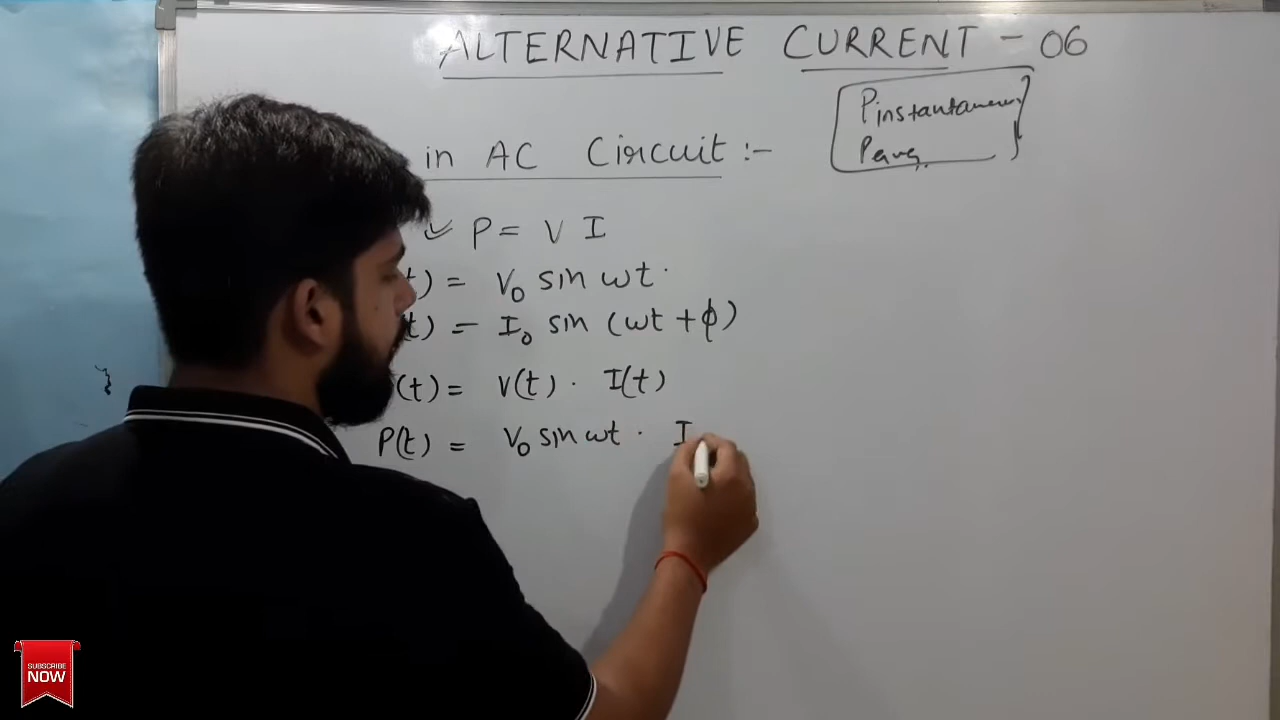 ALTERNATIVE CURRENT - 06
Pinstantaneous
Pavg.
in AC Circuit :-
P = V I
t) = V₀ sin ωt.
(t) = I₀ sin (ωt + φ)
(t) = V(t) . I(t)
P(t) = V₀ sin ωt . I
SUBSCRIBE
NOW